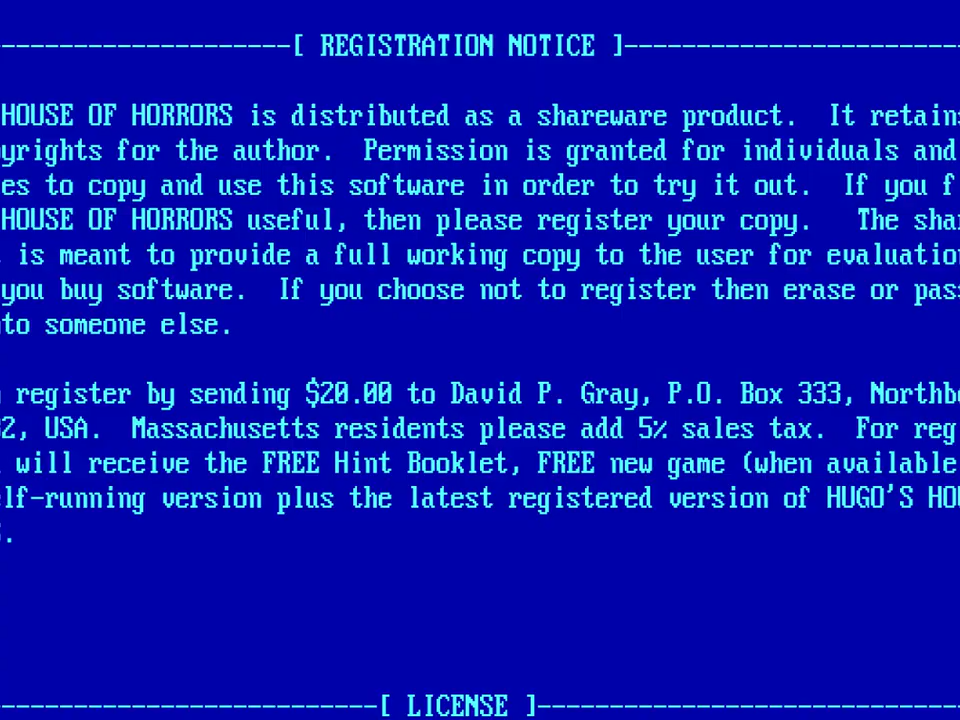 --------------------[ REGISTRATION NOTICE ]-----------------------
HOUSE OF HORRORS is distributed as a shareware product.  It retains
yrights for the author.  Permission is granted for individuals and
es to copy and use this software in order to try it out.  If you f
HOUSE OF HORRORS useful, then please register your copy.   The shar
is meant to provide a full working copy to the user for evaluation
you buy software.  If you choose not to register then erase or pass
to someone else.
register by sending $20.00 to David P. Gray, P.O. Box 333, Northbo
2, USA.  Massachusetts residents please add 5% sales tax.  For reg
will receive the FREE Hint Booklet, FREE new game (when available
lf-running version plus the latest registered version of HUGO'S HOU
.
--------------------------[ LICENSE ]-----------------------------